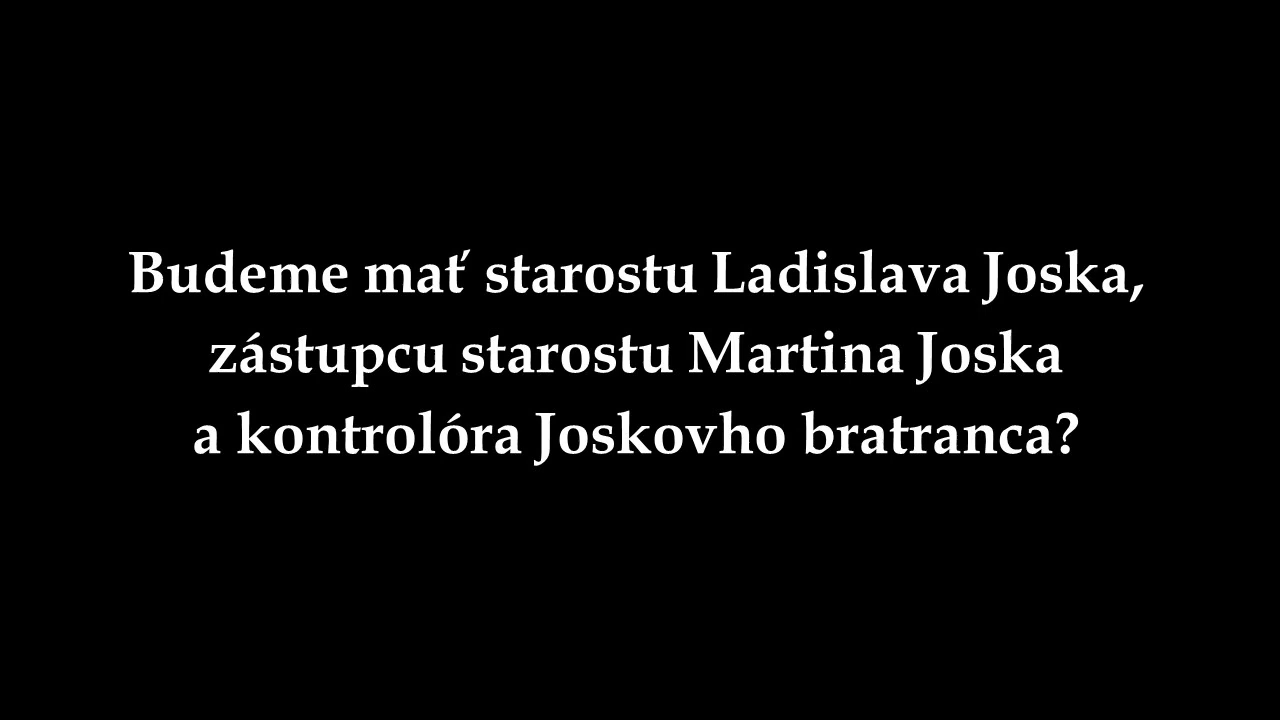 Budeme mať starostu Ladislava Joska,
zástupcu starostu Martina Joska
a kontrolóra Joskovho bratranca?